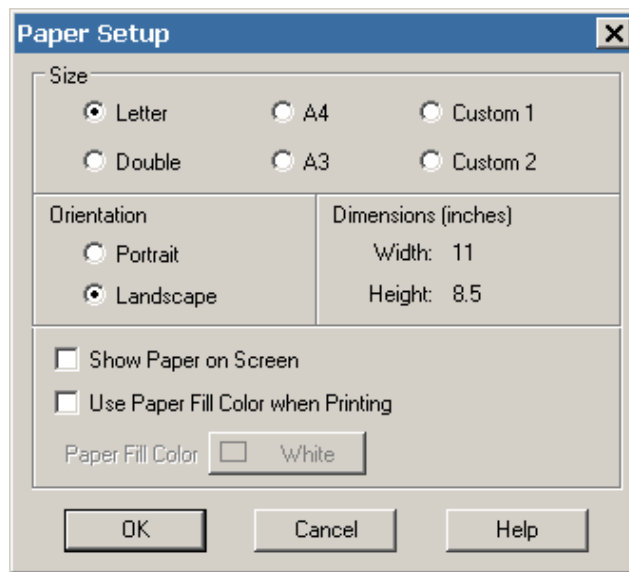 Paper Setup
Size
Letter A4 Custom 1
Double A3 Custom 2
Orientation Dimensions (inches)
Portrait Width: 11
Landscape Height: 8.5
Show Paper on Screen
Use Paper Fill Color when Printing
Paper Fill Color White
OK Cancel Help